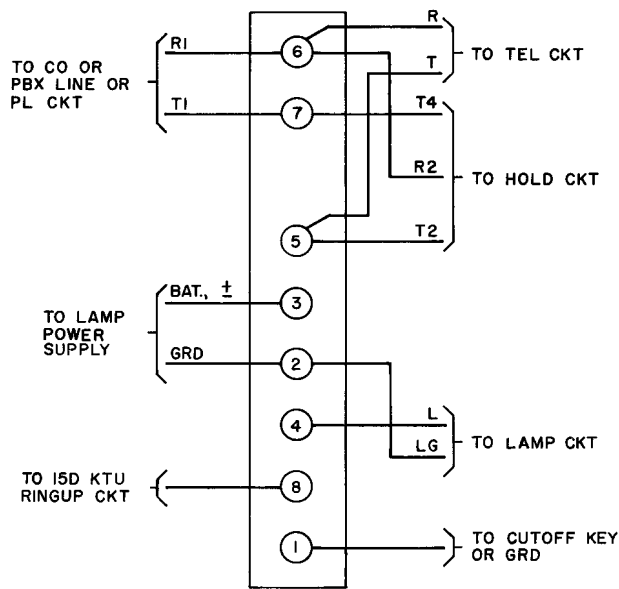 R
TO TEL CKT
T
R1
TO CO OR
PBX LINE OR
PL CKT
T1
6
7
T4
R2
TO HOLD CKT
T2
5
BAT., ±
3
TO LAMP
POWER
SUPPLY
GRD
2
4
L
TO LAMP CKT
LG
TO 15D KTU
RINGUP CKT
8
1
TO CUTOFF KEY
OR GRD